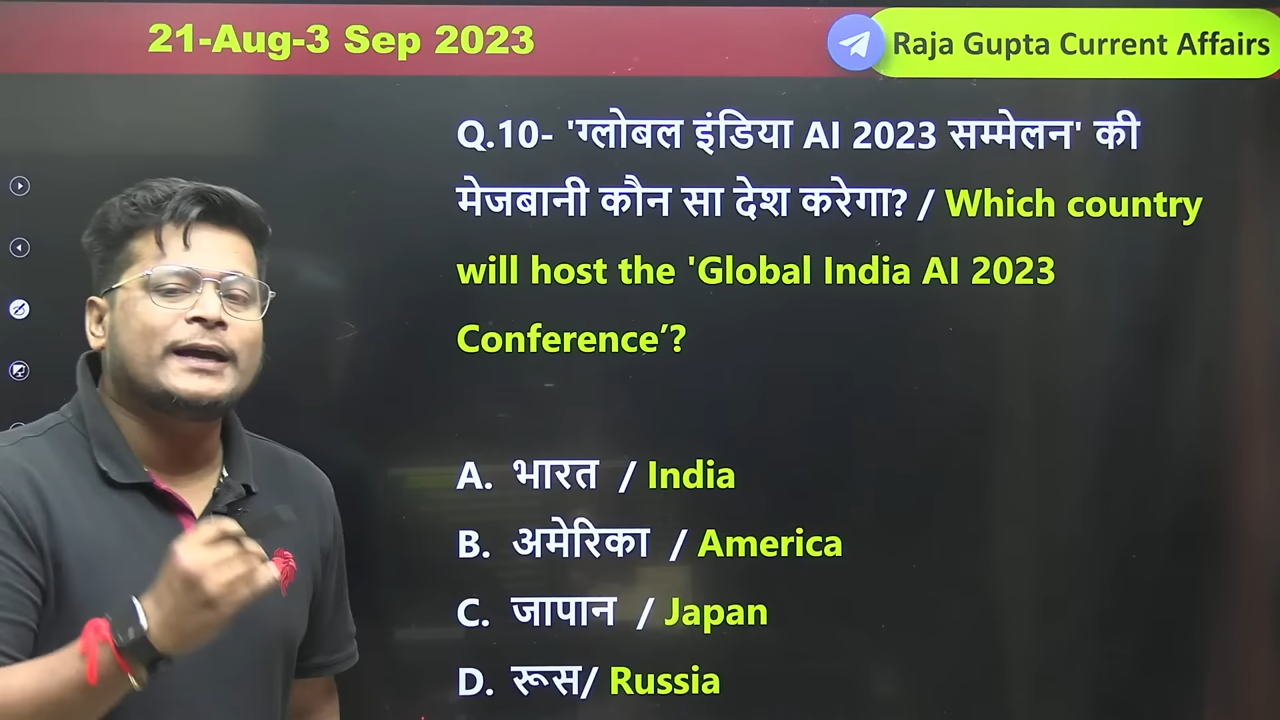 21-Aug-3 Sep 2023
Raja Gupta Current Affairs
Q.10- 'ग्लोबल इंडिया AI 2023 सम्मेलन' की
मेजबानी कौन सा देश करेगा? / Which country
will host the 'Global India AI 2023
Conference’?
A. भारत / India
B. अमेरिका / America
C. जापान / Japan
D. रूस/ Russia